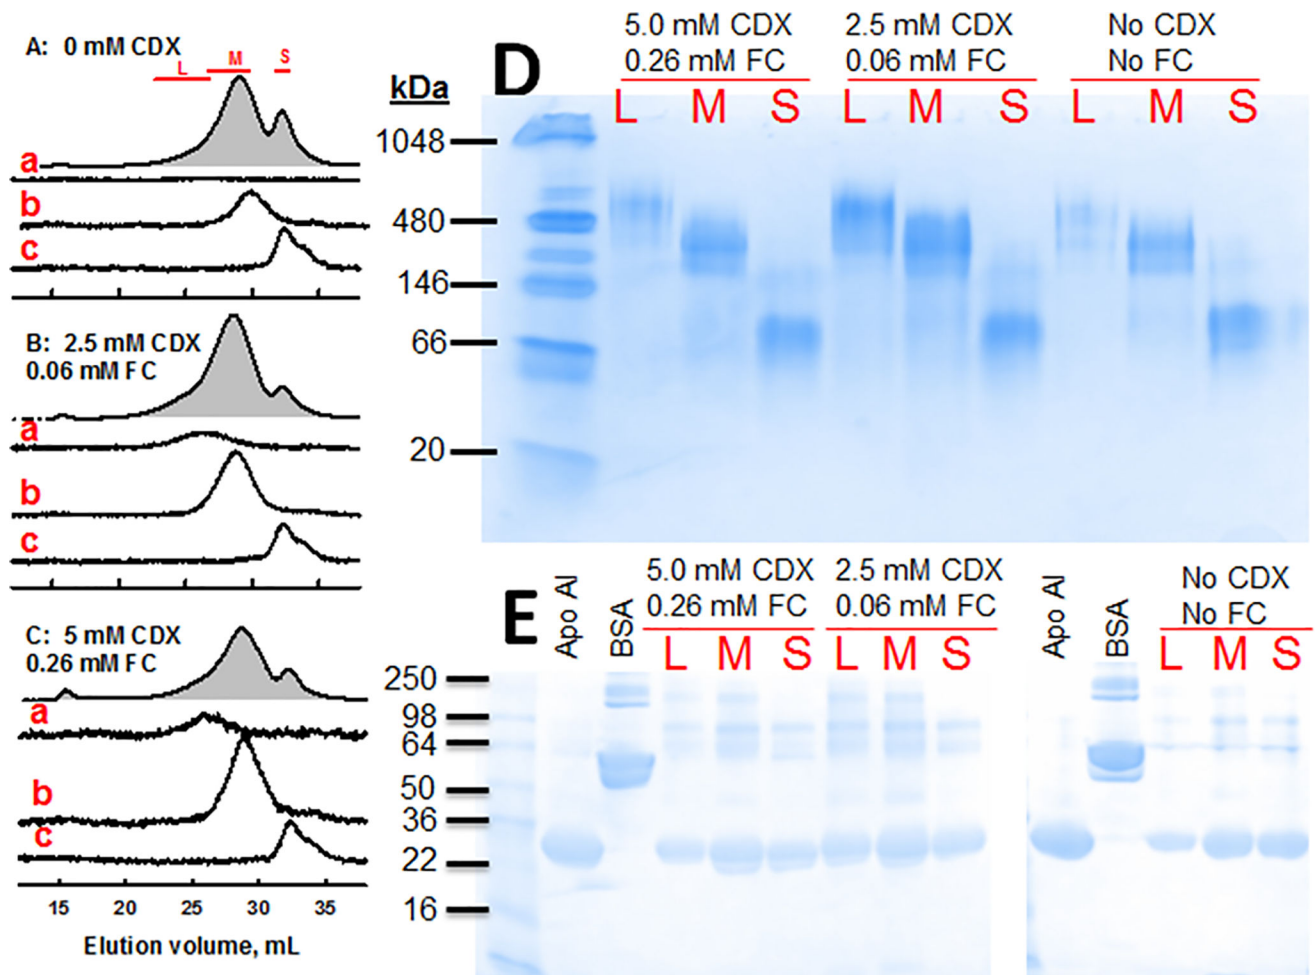 A: 0 mM CDX
L
M
S
a
b
c
B: 2.5 mM CDX
0.06 mM FC
a
b
c
C: 5 mM CDX
0.26 mM FC
a
b
c
15 20 25 30 35
Elution volume, mL
D
5.0 mM CDX
0.26 mM FC
2.5 mM CDX
0.06 mM FC
No CDX
No FC
kDa
L M S L M S L M S
1048
480
146
66
20
E
Apo AI
BSA
5.0 mM CDX
0.26 mM FC
2.5 mM CDX
0.06 mM FC
Apo AI
BSA
No CDX
No FC
L M S L M S L M S
250
98
64
50
36
22
16